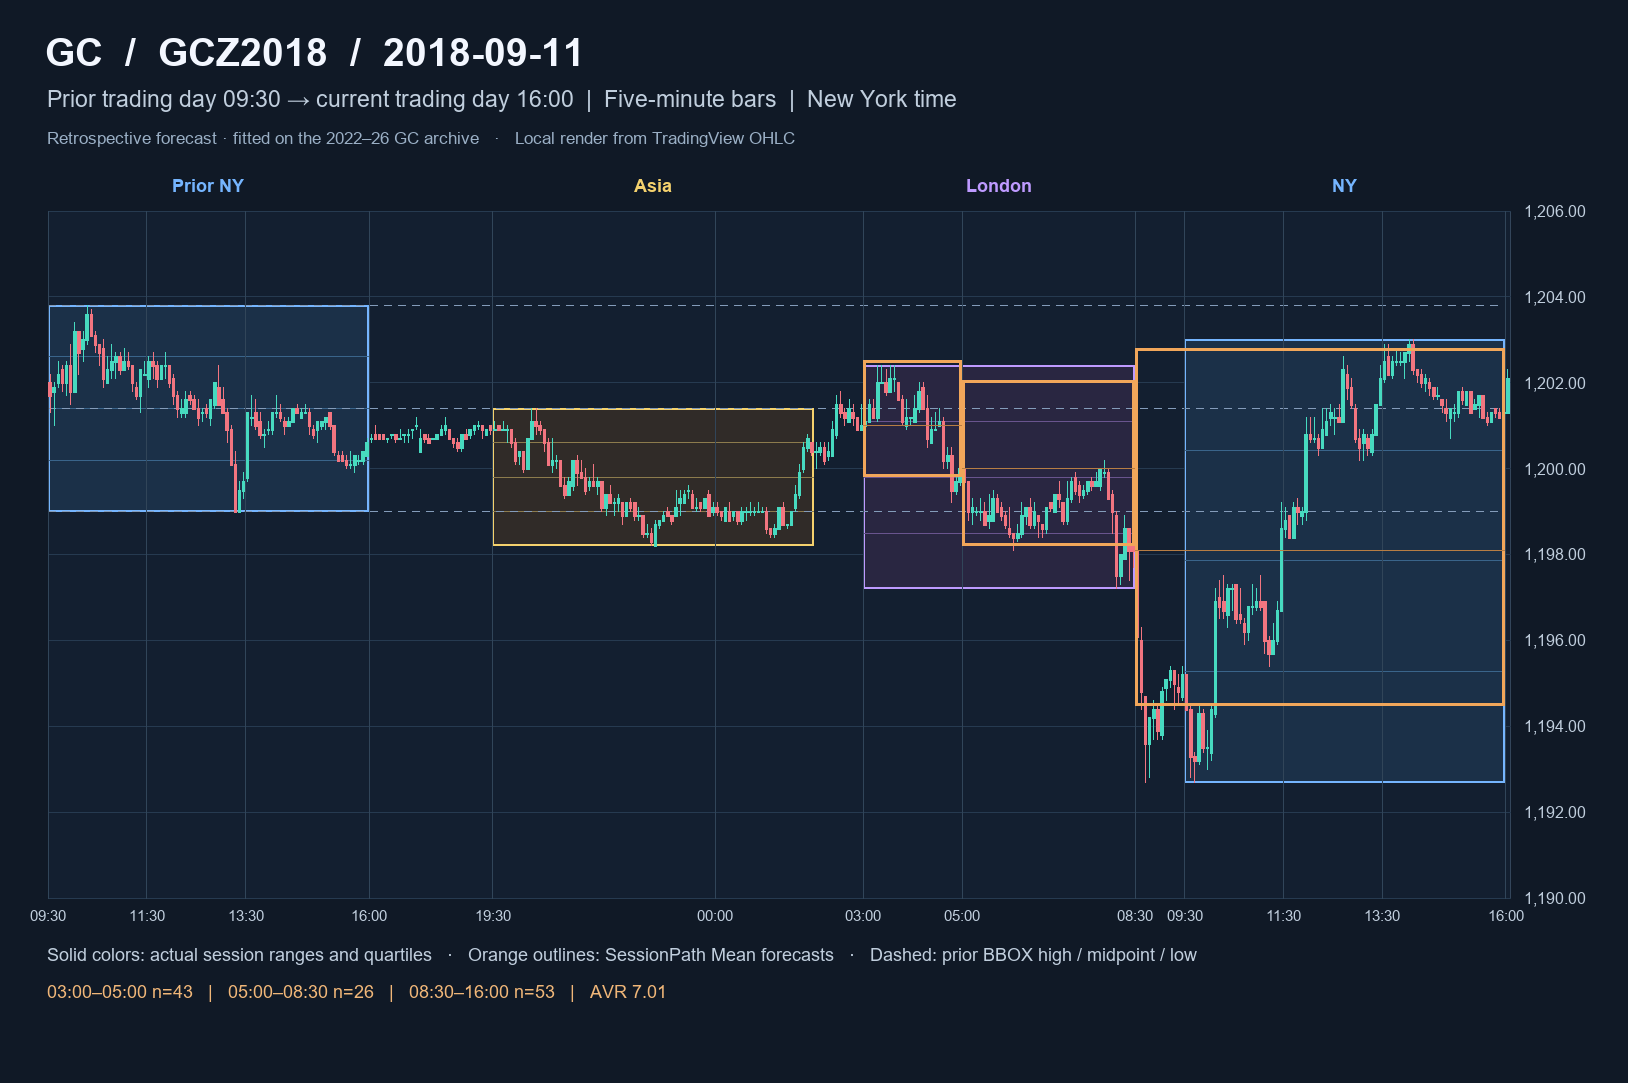 GC / GCZ2018 / 2018-09-11
Prior trading day 09:30 → current trading day 16:00 | Five-minute bars | New York time
Retrospective forecast · fitted on the 2022–26 GC archive · Local render from TradingView OHLC
Prior NY Asia London NY
1,206.00
1,204.00
1,202.00
1,200.00
1,198.00
1,196.00
1,194.00
1,192.00
1,190.00
09:30 11:30 13:30 16:00 19:30 00:00 03:00 05:00 08:30 09:30 11:30 13:30 16:00
Solid colors: actual session ranges and quartiles · Orange outlines: SessionPath Mean forecasts · Dashed: prior BBOX high / midpoint / low
03:00–05:00 n=43 | 05:00–08:30 n=26 | 08:30–16:00 n=53 | AVR 7.01